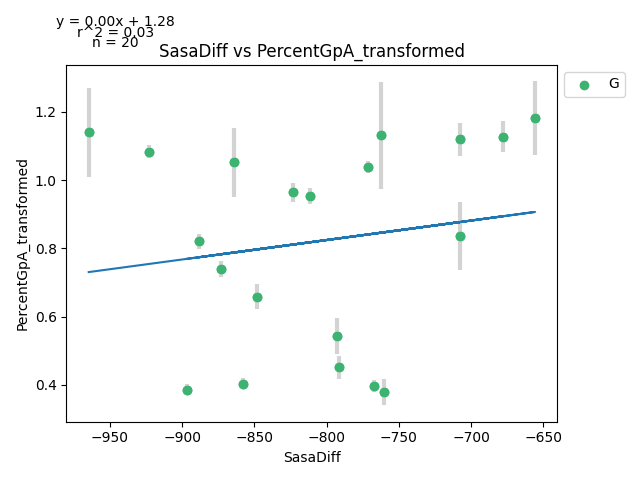 y = 0.00x + 1.28
r^2 = 0.03
n = 20
SasaDiff vs PercentGpA_transformed
G
PercentGpA_transformed
1.2
1.0
0.8
0.6
0.4
−950
−900
−850
−800
−750
−700
−650
SasaDiff